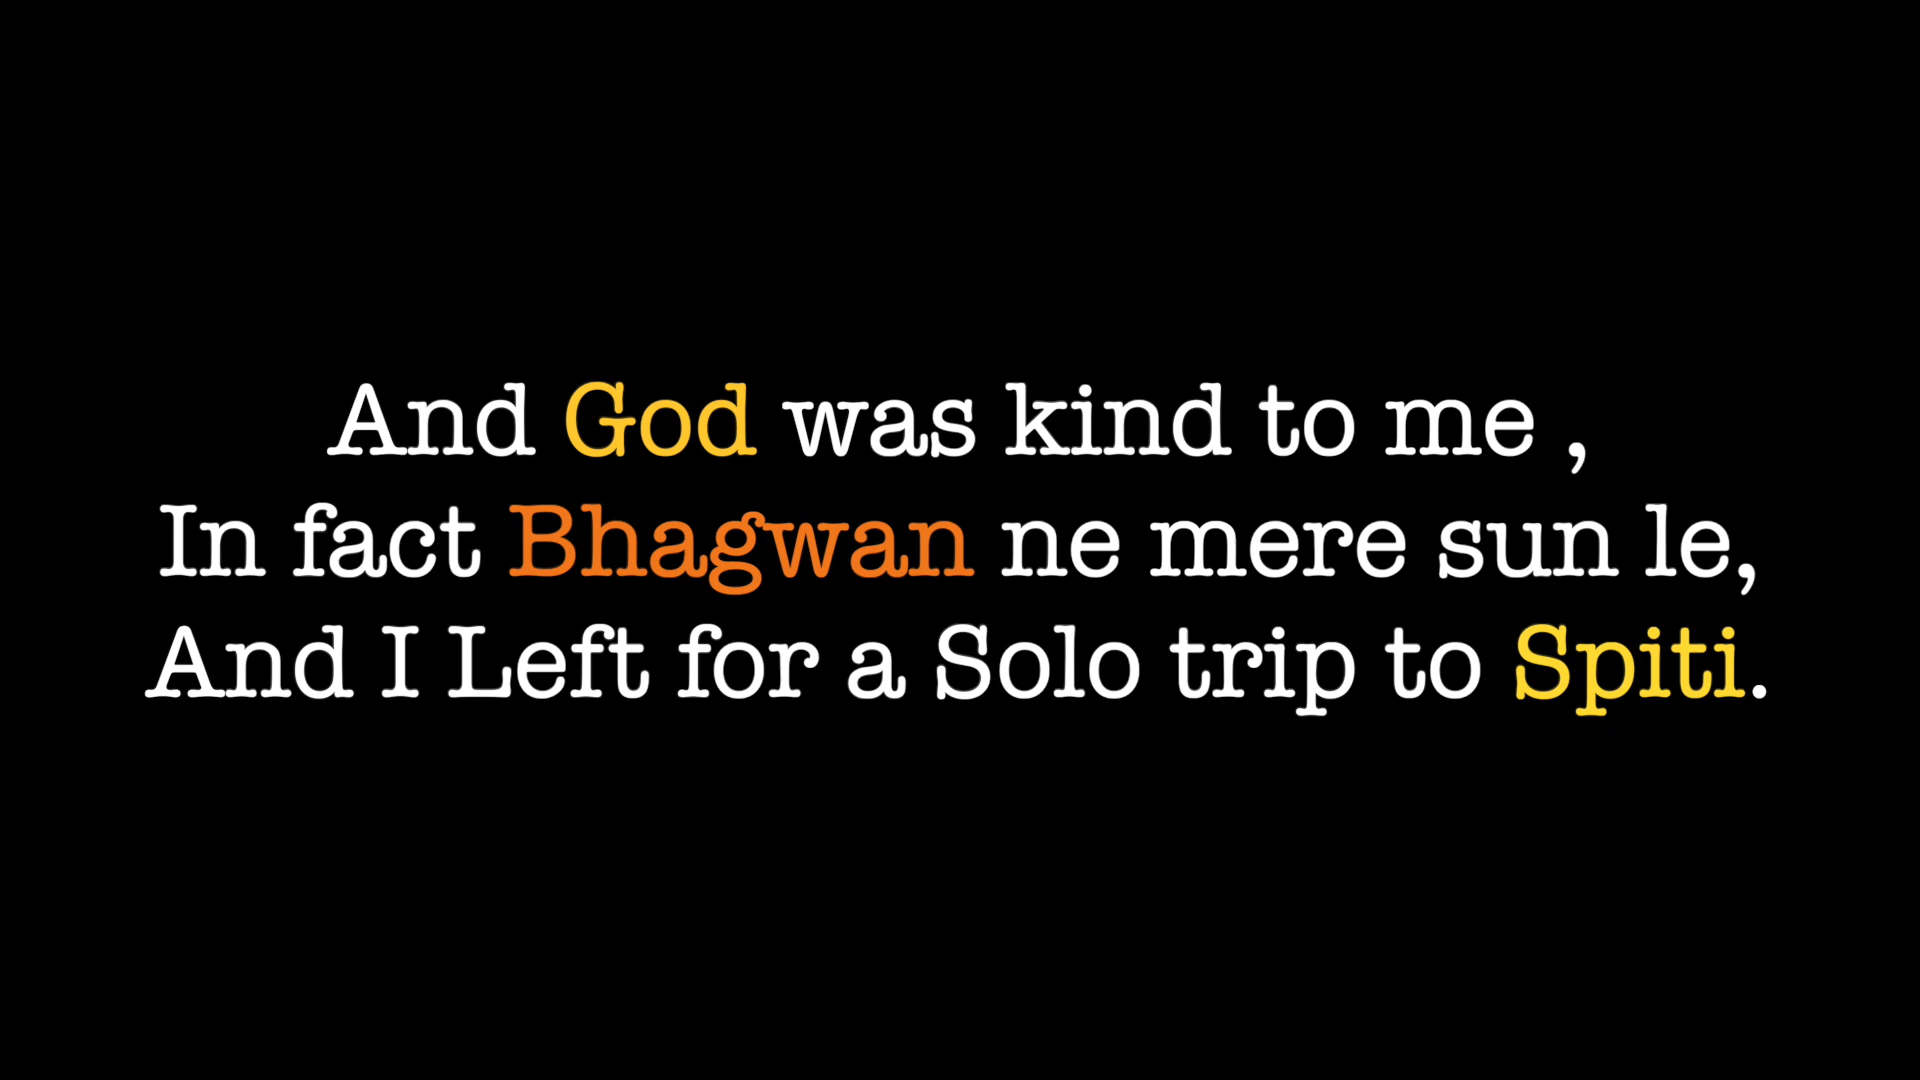 And God was kind to me ,
In fact Bhagwan ne mere sun le,
And I Left for a Solo trip to Spiti.